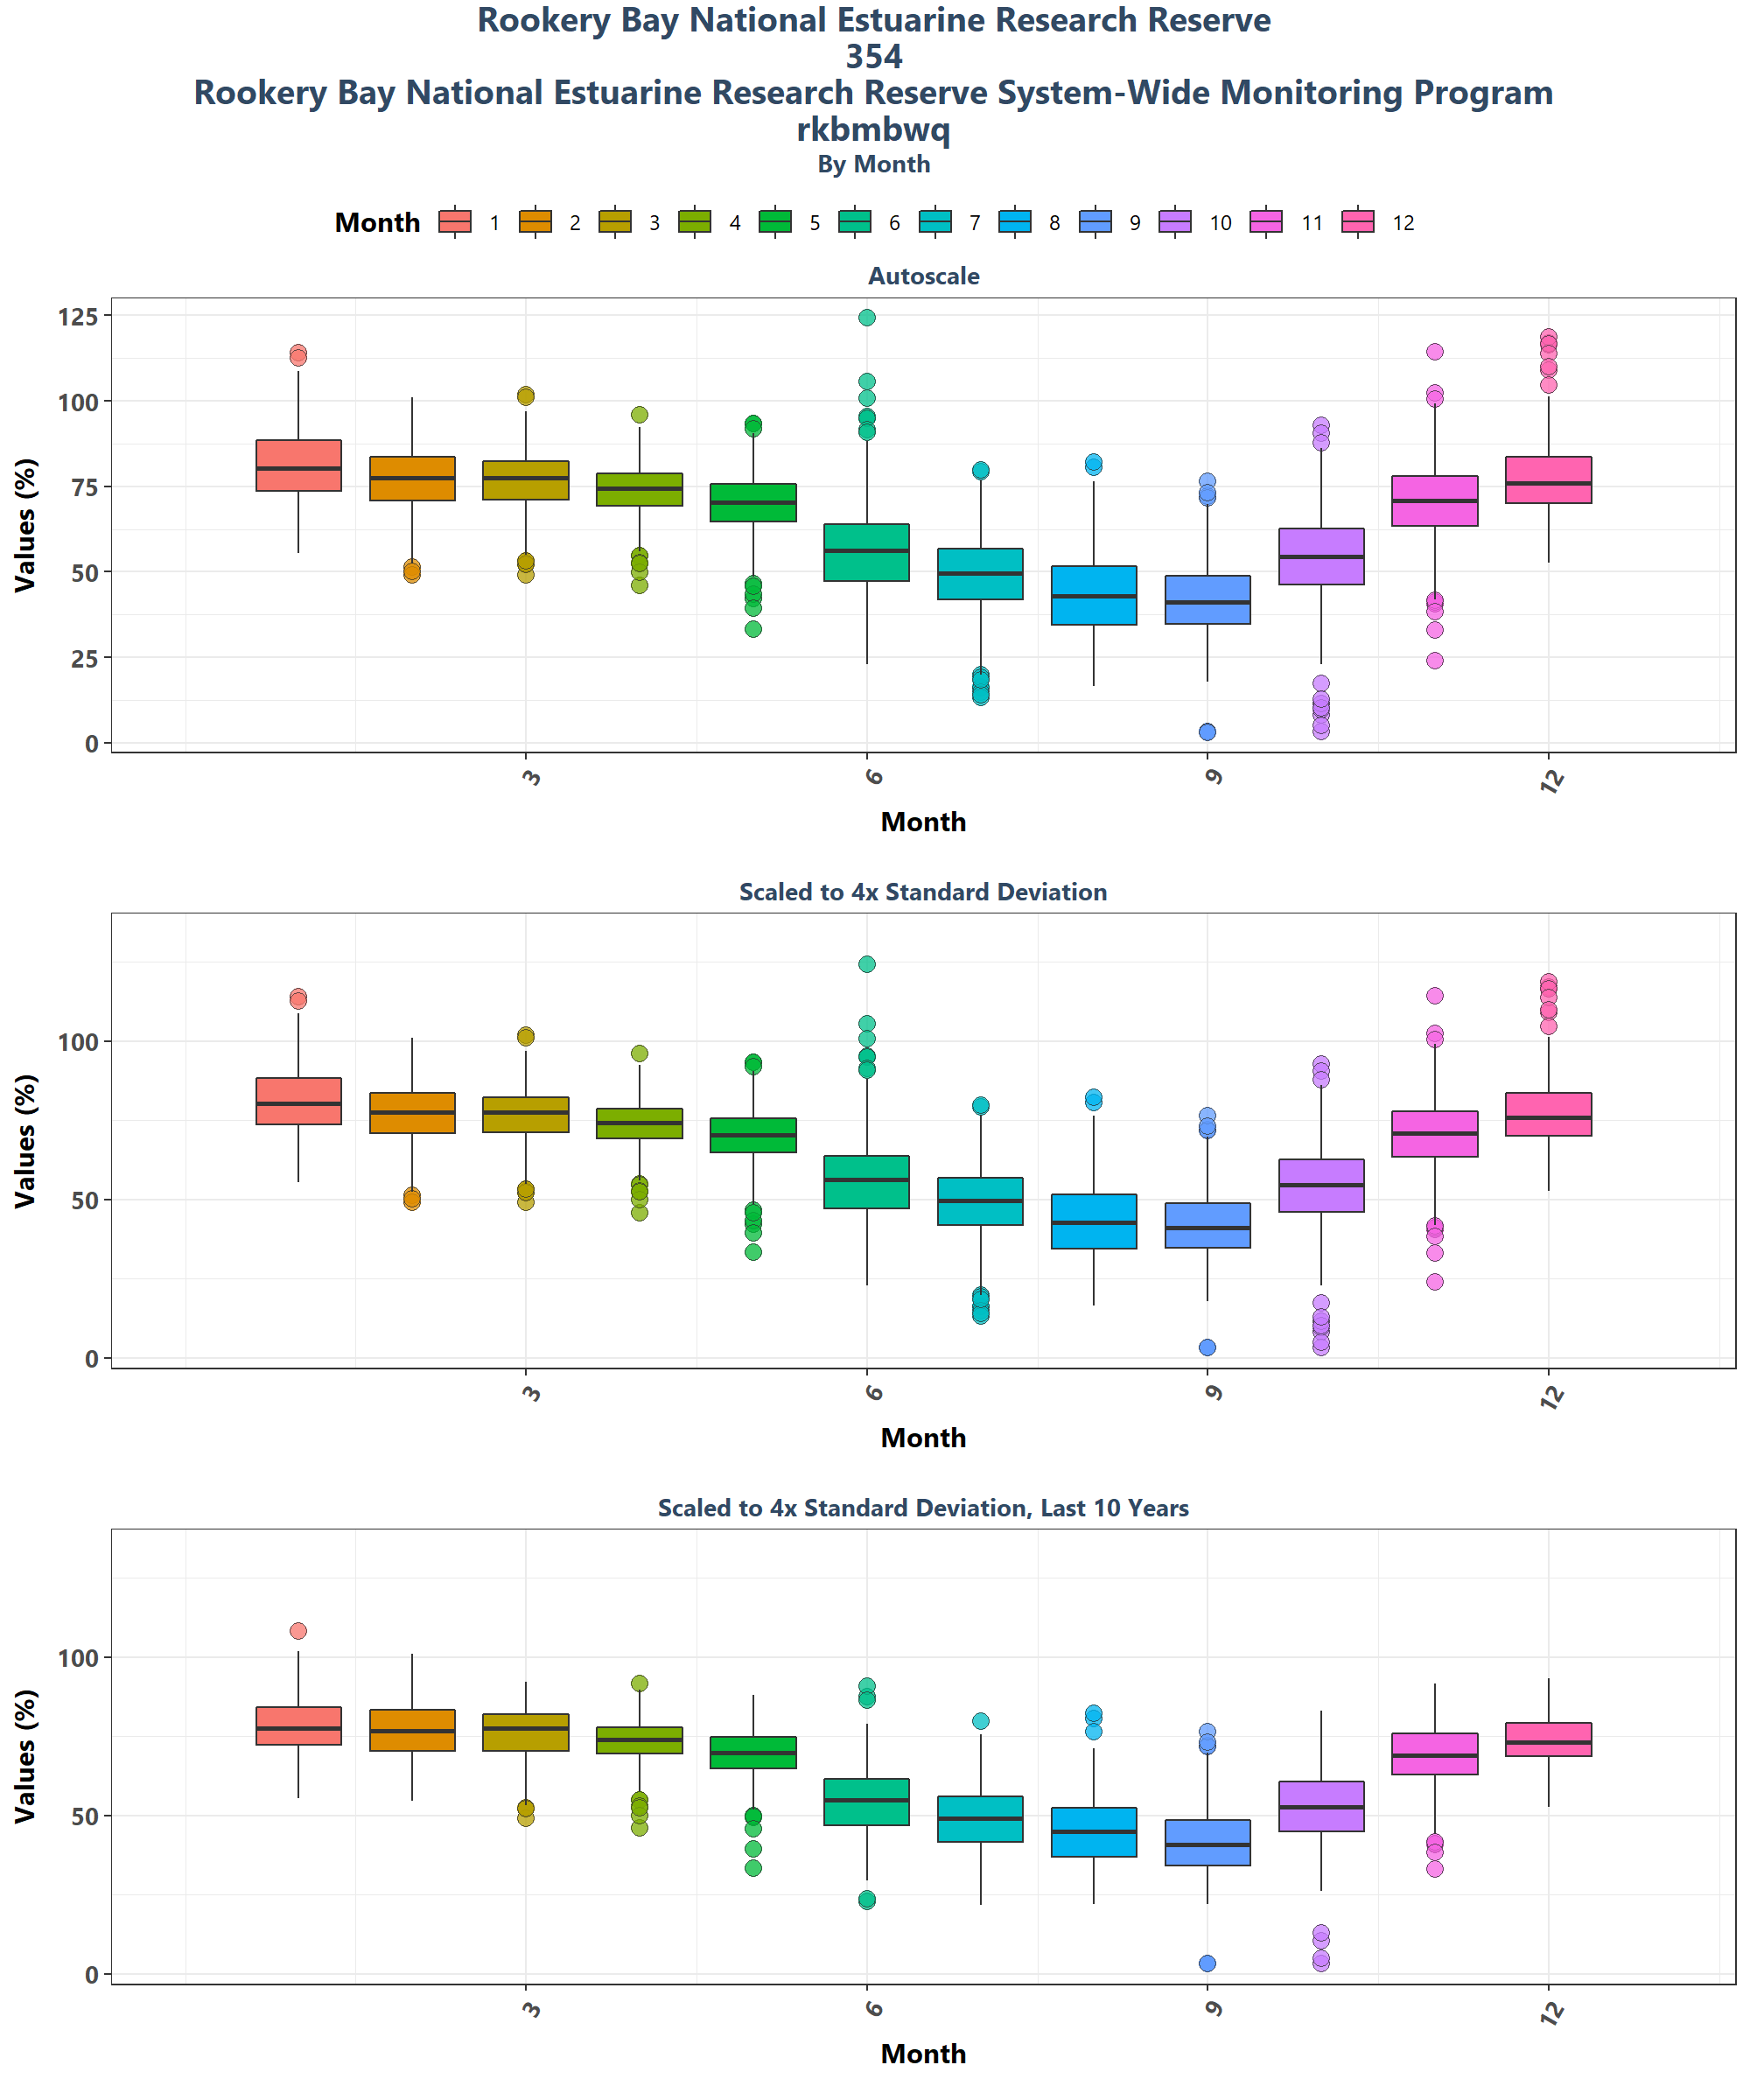 Rookery Bay National Estuarine Research Reserve
354
Rookery Bay National Estuarine Research Reserve System-Wide Monitoring Program
rkbmbwq
By Month
Month 1 2 3 4 5 6 7 8 9 10 11 12
Autoscale
Values (%)
125
100
75
50
25
0
3 6 9 12
Month
Scaled to 4x Standard Deviation
Values (%)
100
50
0
3 6 9 12
Month
Scaled to 4x Standard Deviation, Last 10 Years
Values (%)
100
50
0
3 6 9 12
Month